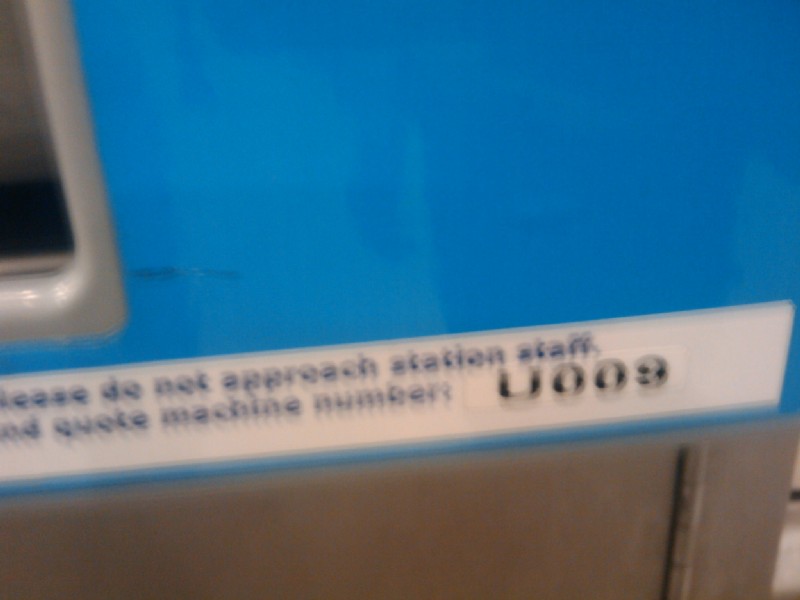 lease do not approach station staff.
nd quote machine number: U009